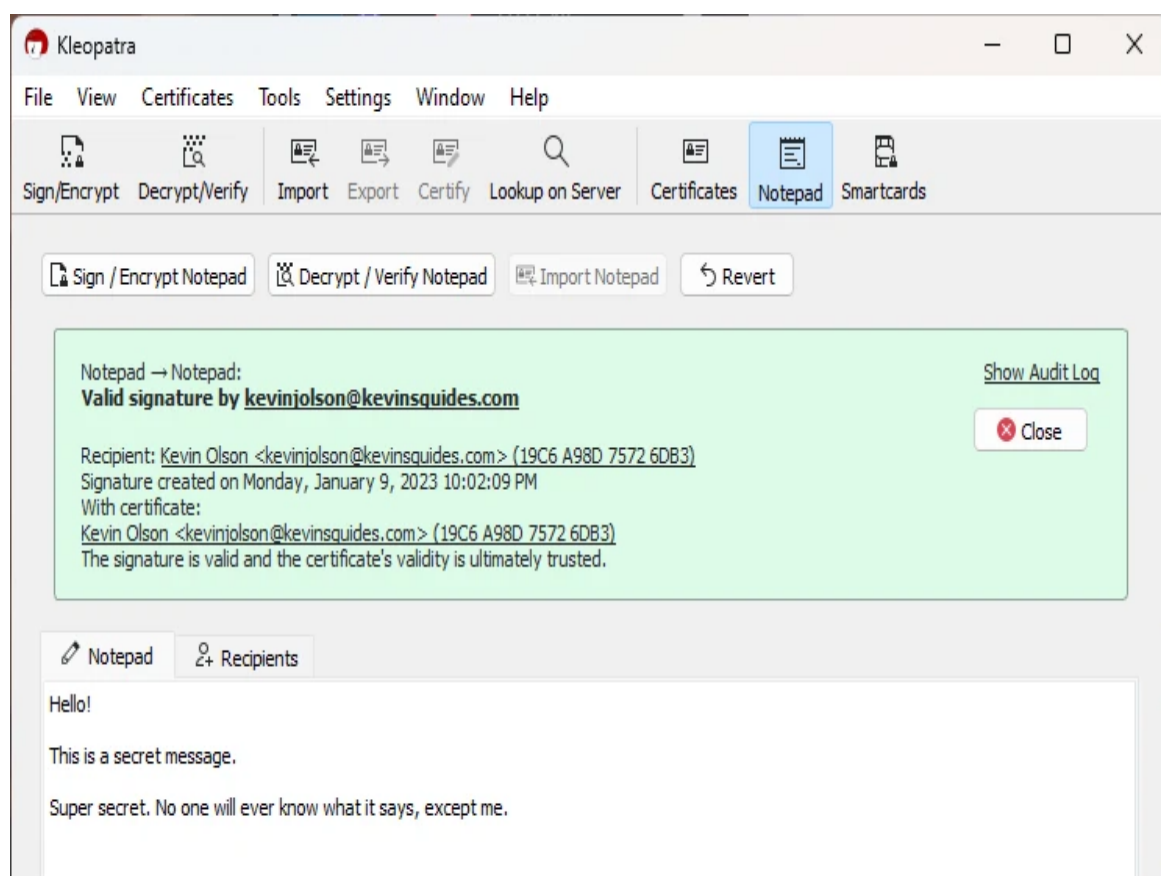 Kleopatra
File View Certificates Tools Settings Window Help
Sign/Encrypt Decrypt/Verify Import Export Certify Lookup on Server Certificates Notepad Smartcards
Sign / Encrypt Notepad Decrypt / Verify Notepad Import Notepad Revert
Notepad → Notepad: Show Audit Log
Valid signature by kevinjolson@kevinsguides.com
Close
Recipient: Kevin Olson <kevinjolson@kevinsguides.com> (19C6 A98D 7572 6DB3)
Signature created on Monday, January 9, 2023 10:02:09 PM
With certificate:
Kevin Olson <kevinjolson@kevinsguides.com> (19C6 A98D 7572 6DB3)
The signature is valid and the certificate's validity is ultimately trusted.
Notepad Recipients
Hello!
This is a secret message.
Super secret. No one will ever know what it says, except me.